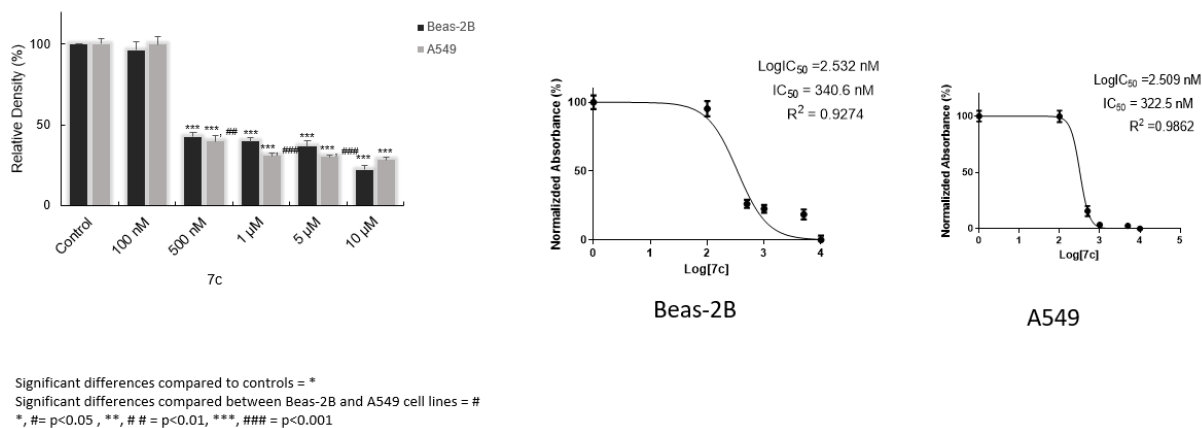 Beas-2B
A549
Relative Density (%)
100
50
0
*** *** ## *** *** ### *** *** ### *** ***
Control
100 nM
500 nM
1 µM
5 µM
10 µM
7c
LogIC50 =2.532 nM
IC50 = 340.6 nM
R2 = 0.9274
Normalizded Absorbance (%)
100
50
0
0 1 2 3 4
Log[7c]
Beas-2B
LogIC50 =2.509 nM
IC50 = 322.5 nM
R2 = 0.9862
Normalizded Absorbance (%)
100
50
0
0 1 2 3 4 5
Log[7c]
A549
Significant differences compared to controls = *
Significant differences compared between Beas-2B and A549 cell lines = #
*, #= p<0.05 , **, # # = p<0.01, ***, ### = p<0.001